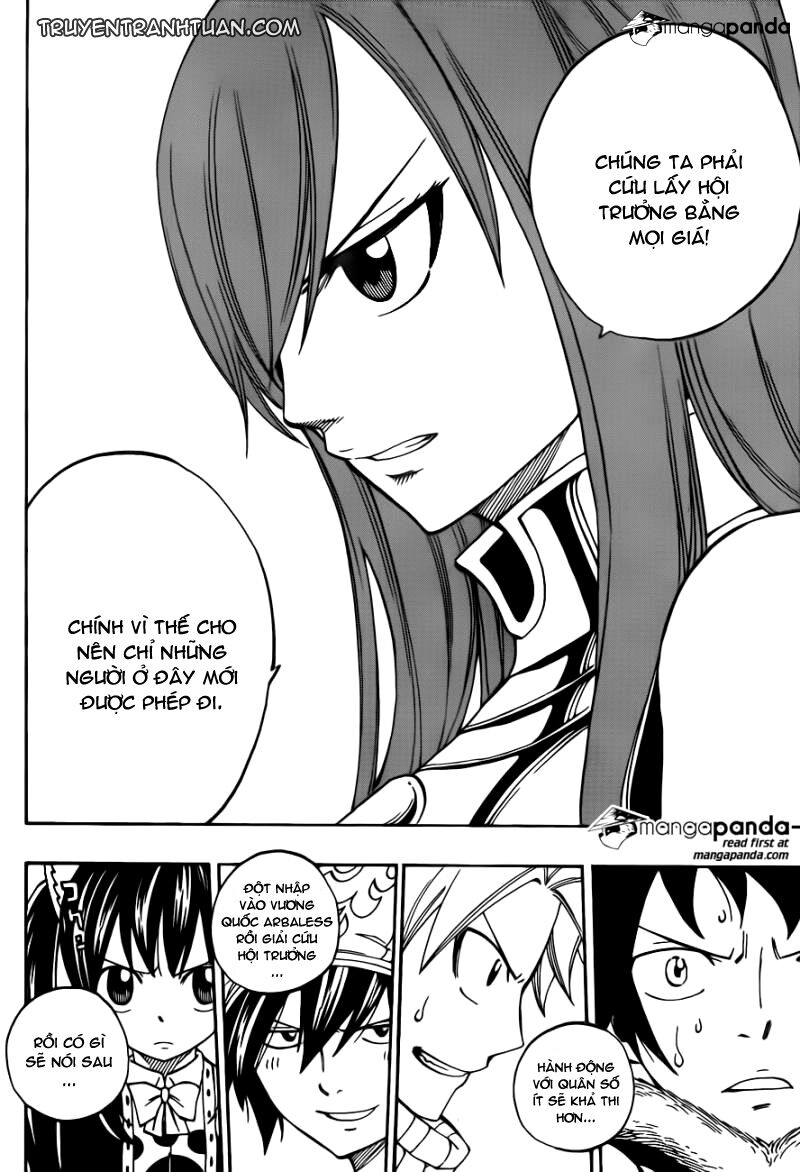 TRUYENTRANHTUAN.COM
mangapanda
CHÚNG TA PHẢI
CỨU LẤY HỘI
TRƯỞNG BẰNG
MỌI GIÁ!
CHÍNH VÌ THẾ CHO
NÊN CHỈ NHỮNG
NGƯỜI Ở ĐÂY MỚI
ĐƯỢC PHÉP ĐI.
mangapanda
read first at
mangapanda.com
HÀNH ĐỘNG
VỚI QUÂN SỐ
ÍT SẼ KHẢ THI
HƠN...
ĐỘT NHẬP
VÀO VƯƠNG
QUỐC ARBALESS
RỒI GIẢI CỨU
HỘI TRƯƠNG
...
RỒI CÓ GÌ
SẼ NÓI SAU
...